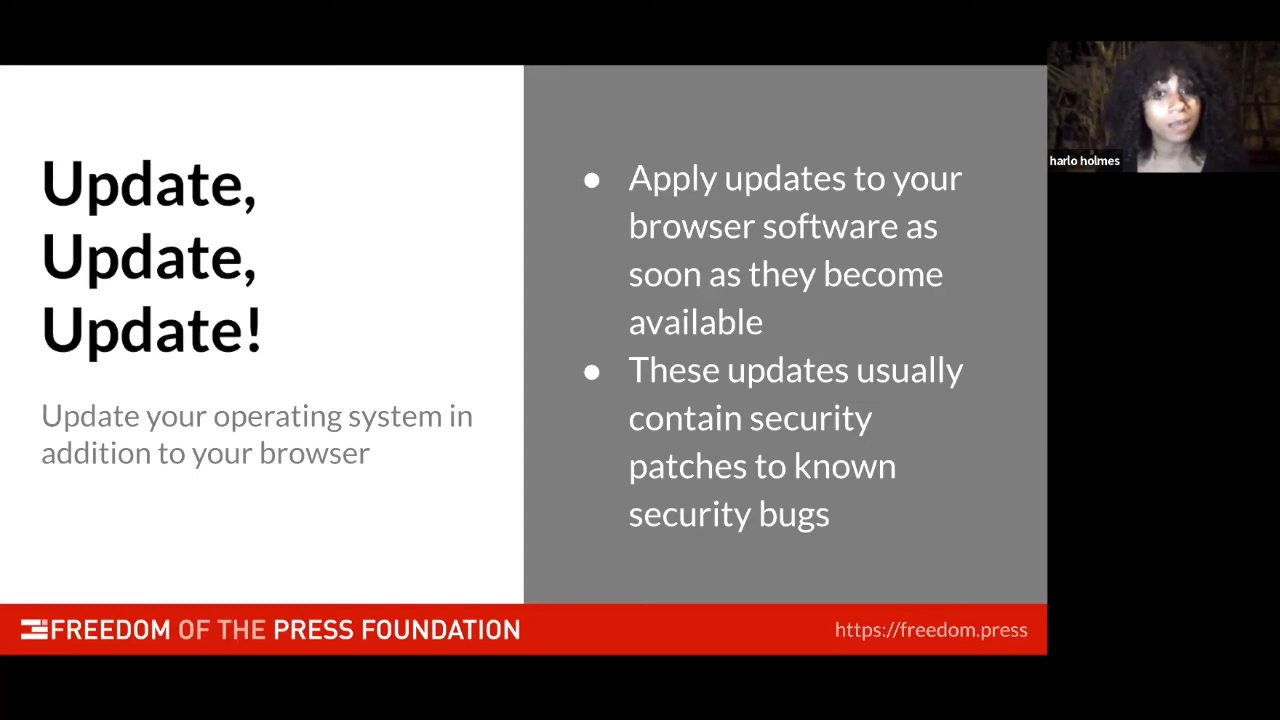 Update,
Update,
Update!
Update your operating system in
addition to your browser
● Apply updates to your
browser software as
soon as they become
available
● These updates usually
contain security
patches to known
security bugs
FREEDOM OF THE PRESS FOUNDATION
https://freedom.press
harlo holmes